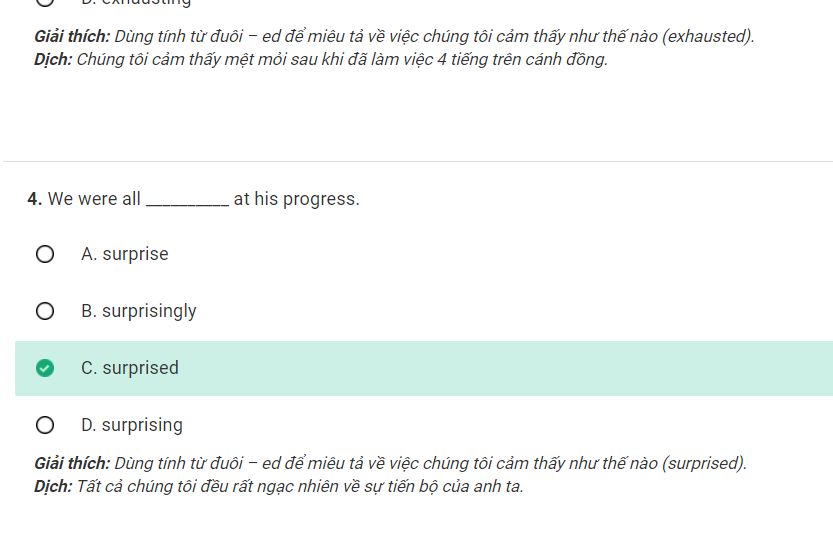 D. exhausting
Giải thích: Dùng tính từ đuôi – ed để miêu tả về việc chúng tôi cảm thấy như thế nào (exhausted).
Dịch: Chúng tôi cảm thấy mệt mỏi sau khi đã làm việc 4 tiếng trên cánh đồng.
4. We were all __________ at his progress.
A. surprise
B. surprisingly
C. surprised
D. surprising
Giải thích: Dùng tính từ đuôi – ed để miêu tả về việc chúng tôi cảm thấy như thế nào (surprised).
Dịch: Tất cả chúng tôi đều rất ngạc nhiên về sự tiến bộ của anh ta.